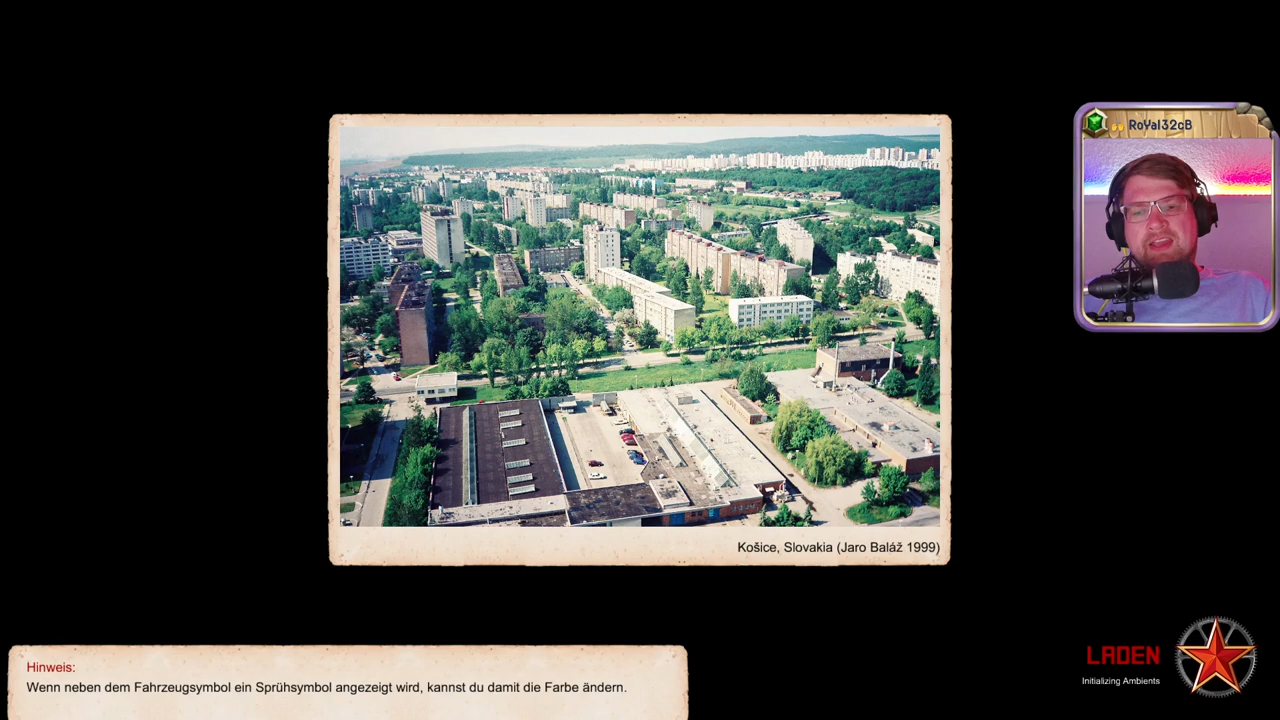 RoYal32cB
Košice, Slovakia (Jaro Baláž 1999)
Hinweis:
Wenn neben dem Fahrzeugsymbol ein Sprühsymbol angezeigt wird, kannst du damit die Farbe ändern.
LADEN
Initializing Ambients